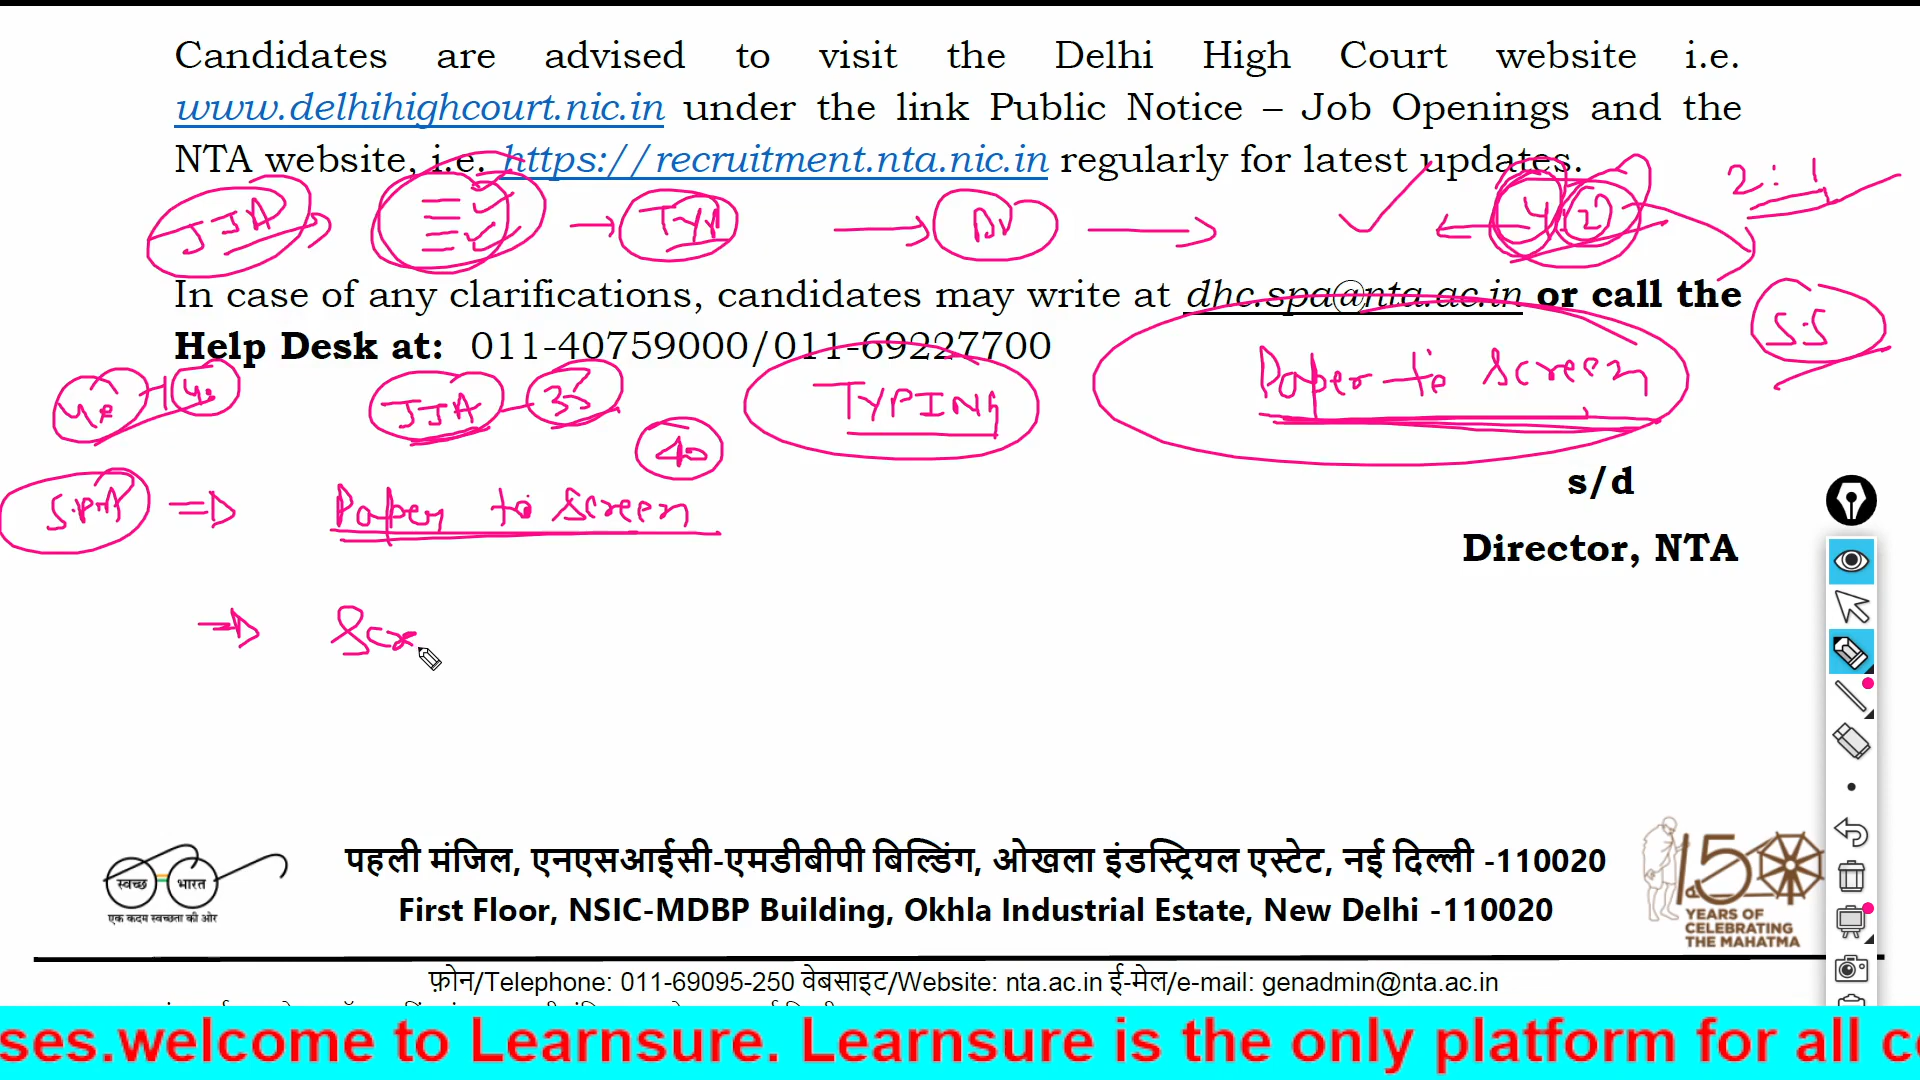 Candidates are advised to visit the Delhi High Court website i.e.
www.delhihighcourt.nic.in under the link Public Notice – Job Openings and the
NTA website, i.e. https://recruitment.nta.nic.in regularly for latest updates.
2:1
JJA TYP DV
In case of any clarifications, candidates may write at dhc.spa@nta.ac.in or call the
S.S
Help Desk at: 011-40759000/011-69227700
40 JJA - 35 TYPING Paper to Screen
40
s/d
SPA ⇒ Paper to Screen
Director, NTA
→ Scr
स्वच्छ भारत
एक कदम स्वच्छता की ओर
पहली मंजिल, एनएसआईसी-एमडीबीपी बिल्डिंग, ओखला इंडस्ट्रियल एस्टेट, नई दिल्ली -110020
First Floor, NSIC-MDBP Building, Okhla Industrial Estate, New Delhi -110020
150
YEARS OF
CELEBRATING
THE MAHATMA
फ़ोन/Telephone: 011-69095-250 वेबसाइट/Website: nta.ac.in ई-मेल/e-mail: genadmin@nta.ac.in
ses.welcome to Learnsure. Learnsure is the only platform for all c